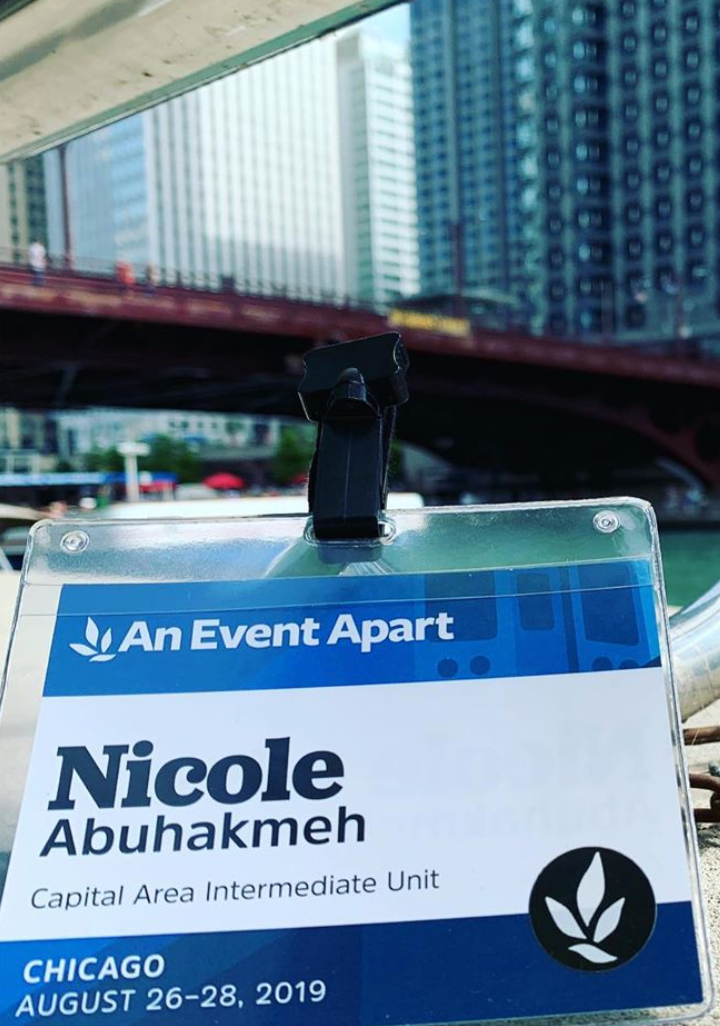 An Event Apart
Nicole
Abuhakmeh
Capital Area Intermediate Unit
CHICAGO
AUGUST 26–28, 2019